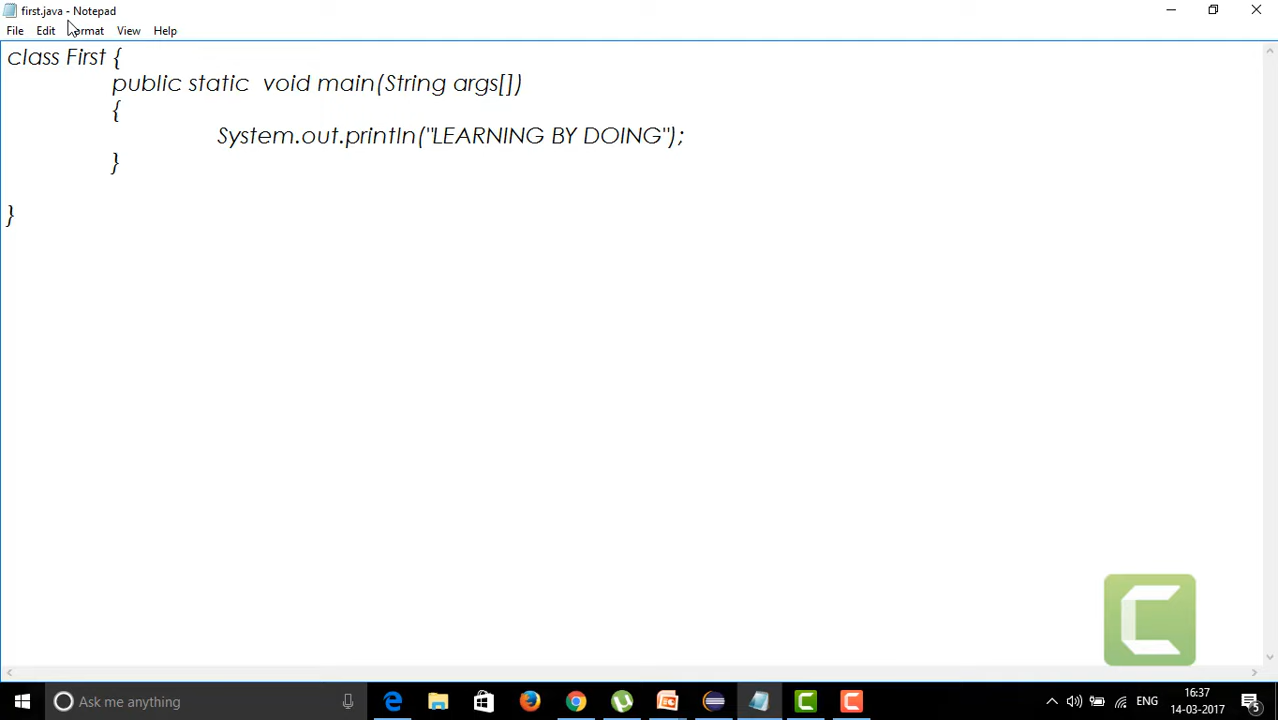 first.java - Notepad
File Edit Format View Help
class First {
public static  void main(String args[])
{
System.out.println("LEARNING BY DOING");
}
}
Ask me anything
ENG
16:37
14-03-2017
5